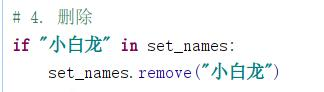 # 4. 删除
if "小白龙" in set_names:
    set_names.remove("小白龙")